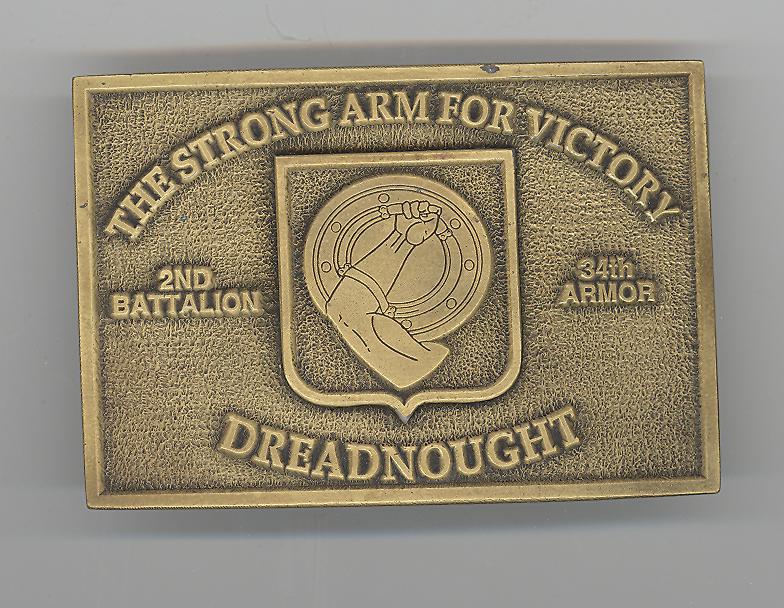 THE STRONG ARM FOR VICTORY
2ND
BATTALION
34th
ARMOR
DREADNOUGHT